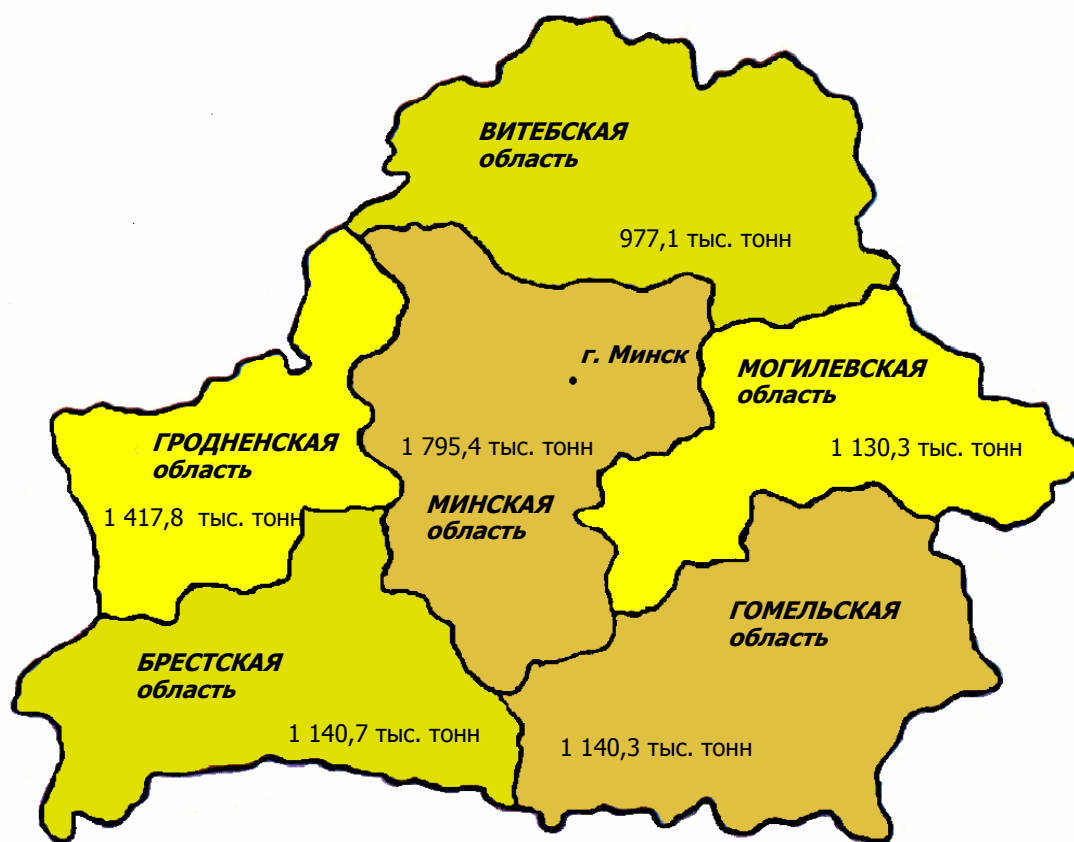 ВИТЕБСКАЯ
область
977,1 тыс. тонн
г. Минск
МОГИЛЕВСКАЯ
область
1 130,3 тыс. тонн
ГРОДНЕНСКАЯ
область
1 417,8 тыс. тонн
1 795,4 тыс. тонн
МИНСКАЯ
область
ГОМЕЛЬСКАЯ
область
1 140,3 тыс. тонн
БРЕСТСКАЯ
область
1 140,7 тыс. тонн